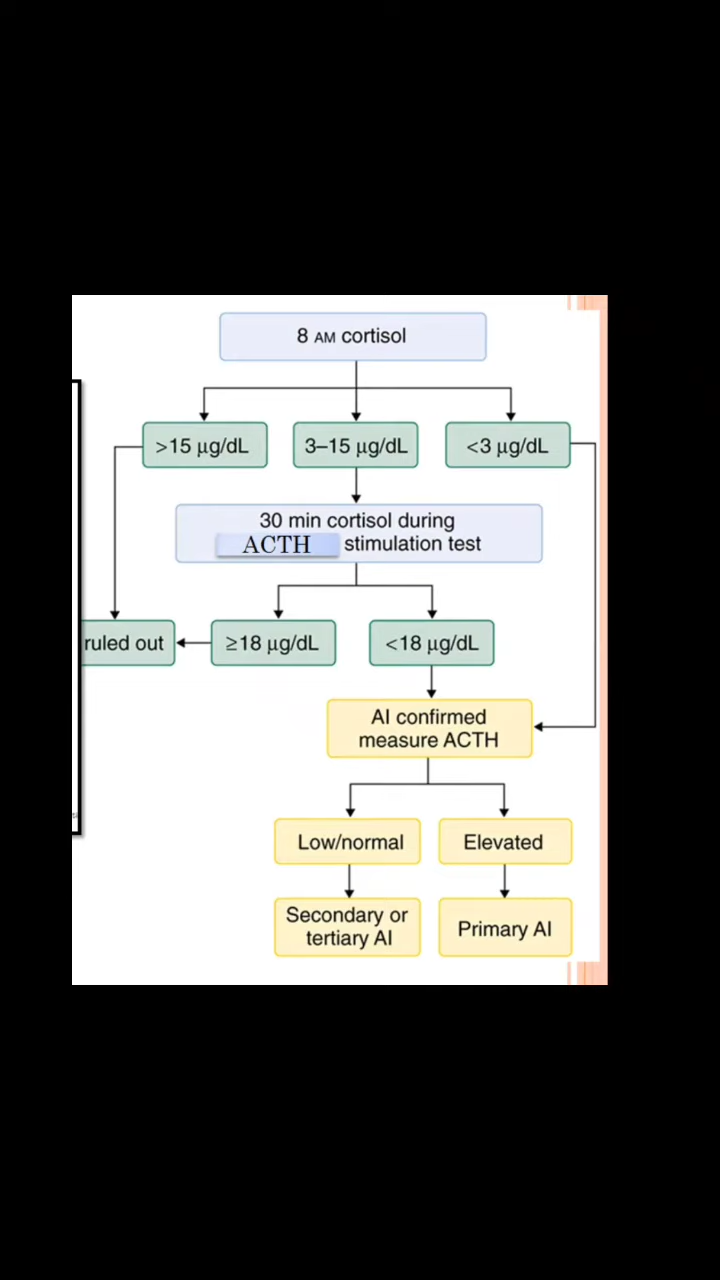 8 AM cortisol
>15 µg/dL
3–15 µg/dL
<3 µg/dL
30 min cortisol during
ACTH stimulation test
ruled out
≥18 µg/dL
<18 µg/dL
AI confirmed
measure ACTH
Low/normal
Elevated
Secondary or
tertiary AI
Primary AI